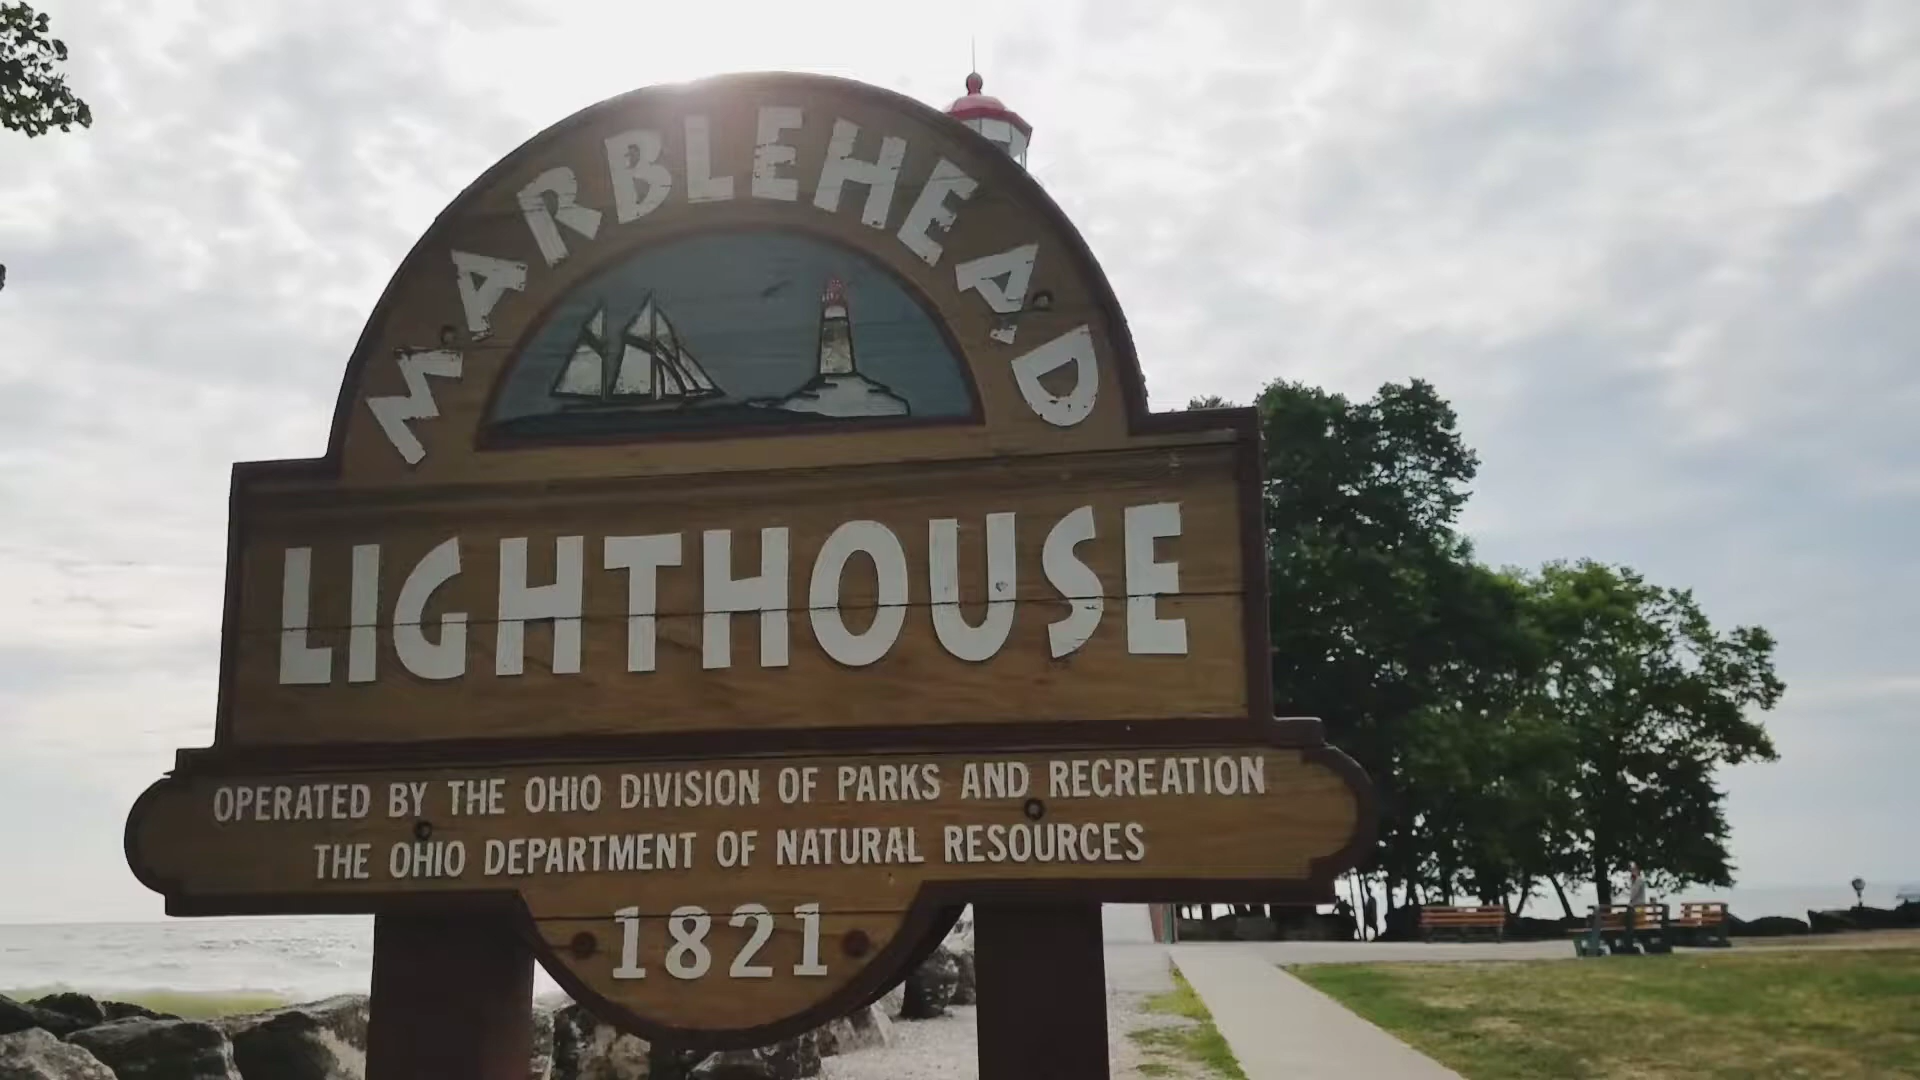 MARBLEHEAD
LIGHTHOUSE
OPERATED BY THE OHIO DIVISION OF PARKS AND RECREATION
THE OHIO DEPARTMENT OF NATURAL RESOURCES
1821